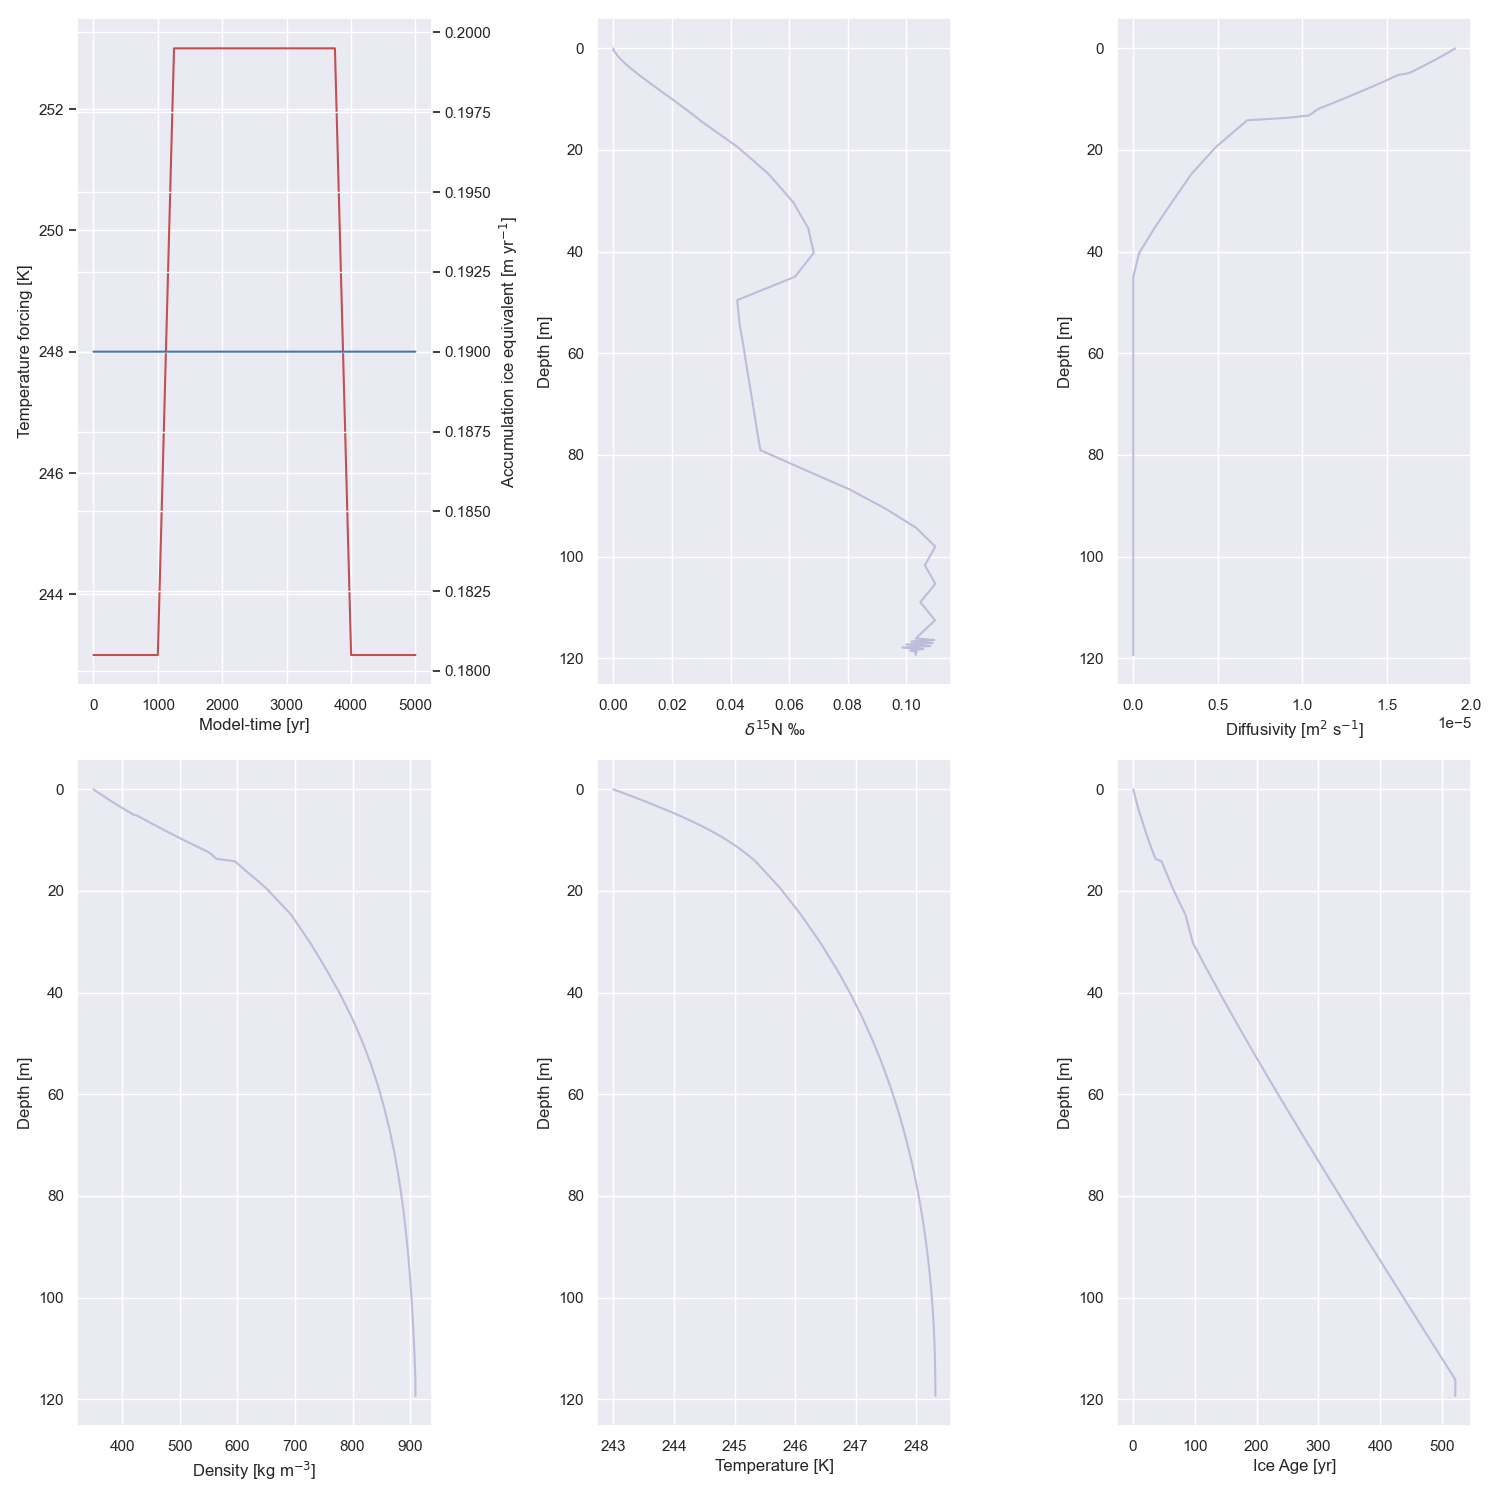 252
250
248
246
244
Temperature forcing [K]
0.2000
0.1975
0.1950
0.1925
0.1900
0.1875
0.1850
0.1825
0.1800
Accumulation ice equivalent [m yr⁻¹]
0 1000 2000 3000 4000 5000
Model-time [yr]
0
20
40
60
80
100
120
Depth [m]
0.00 0.02 0.04 0.06 0.08 0.10
δ¹⁵N ‰
0
20
40
60
80
100
120
Depth [m]
0.0 0.5 1.0 1.5 2.0
1e−5
Diffusivity [m² s⁻¹]
0
20
40
60
80
100
120
Depth [m]
400 500 600 700 800 900
Density [kg m⁻³]
0
20
40
60
80
100
120
Depth [m]
243 244 245 246 247 248
Temperature [K]
0
20
40
60
80
100
120
Depth [m]
0 100 200 300 400 500
Ice Age [yr]